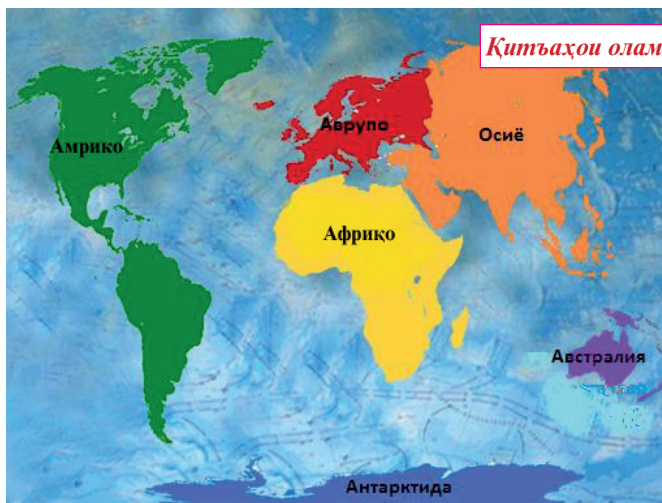 Қитъаҳои олам
Аврупо
Осиё
Амрико
Африқо
Австралия
Антарктида